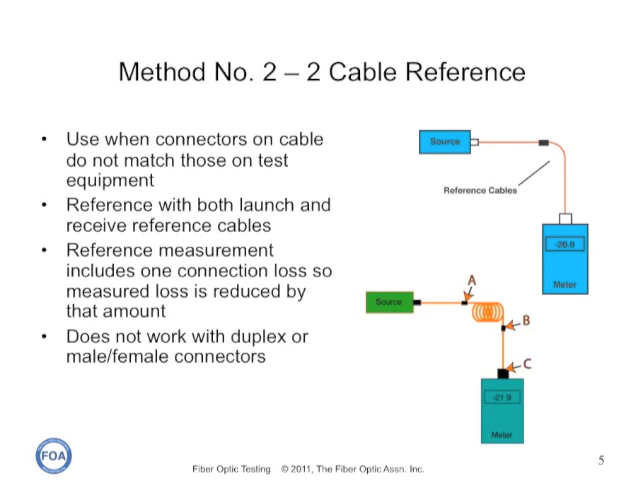 Method No. 2 – 2 Cable Reference
• Use when connectors on cable
do not match those on test
equipment
• Reference with both launch and
receive reference cables
• Reference measurement
includes one connection loss so
measured loss is reduced by
that amount
• Does not work with duplex or
male/female connectors
Source
Reference Cables
-20.0
Meter
A
Source
B
C
-21.9
Meter
FOA
Fiber Optic Testing © 2011, The Fiber Optic Assn. Inc.
5